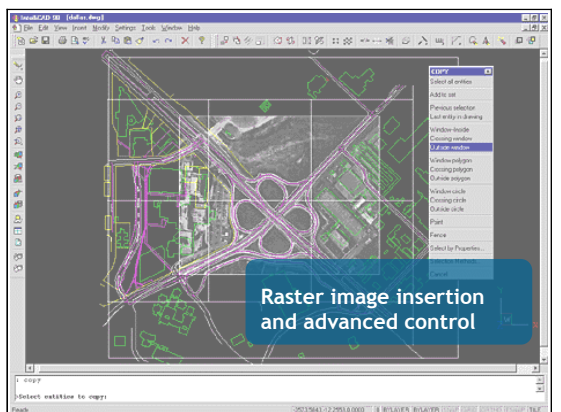 IntelliCAD 98 [dallas.dwg]
File Edit View Insert Modify Settings Tools Window Help
COPY
Select all entities
Add to set
Previous selection
Last entity in drawing
Window-Inside
Crossing window
Outside window
Window polygon
Crossing polygon
Outside polygon
Window circle
Crossing circle
Outside circle
Point
Fence
Select by Properties...
Cancel
Raster image insertion
and advanced control
: copy
>Select entities to copy:
Ready
BYLAYER BYLAYER